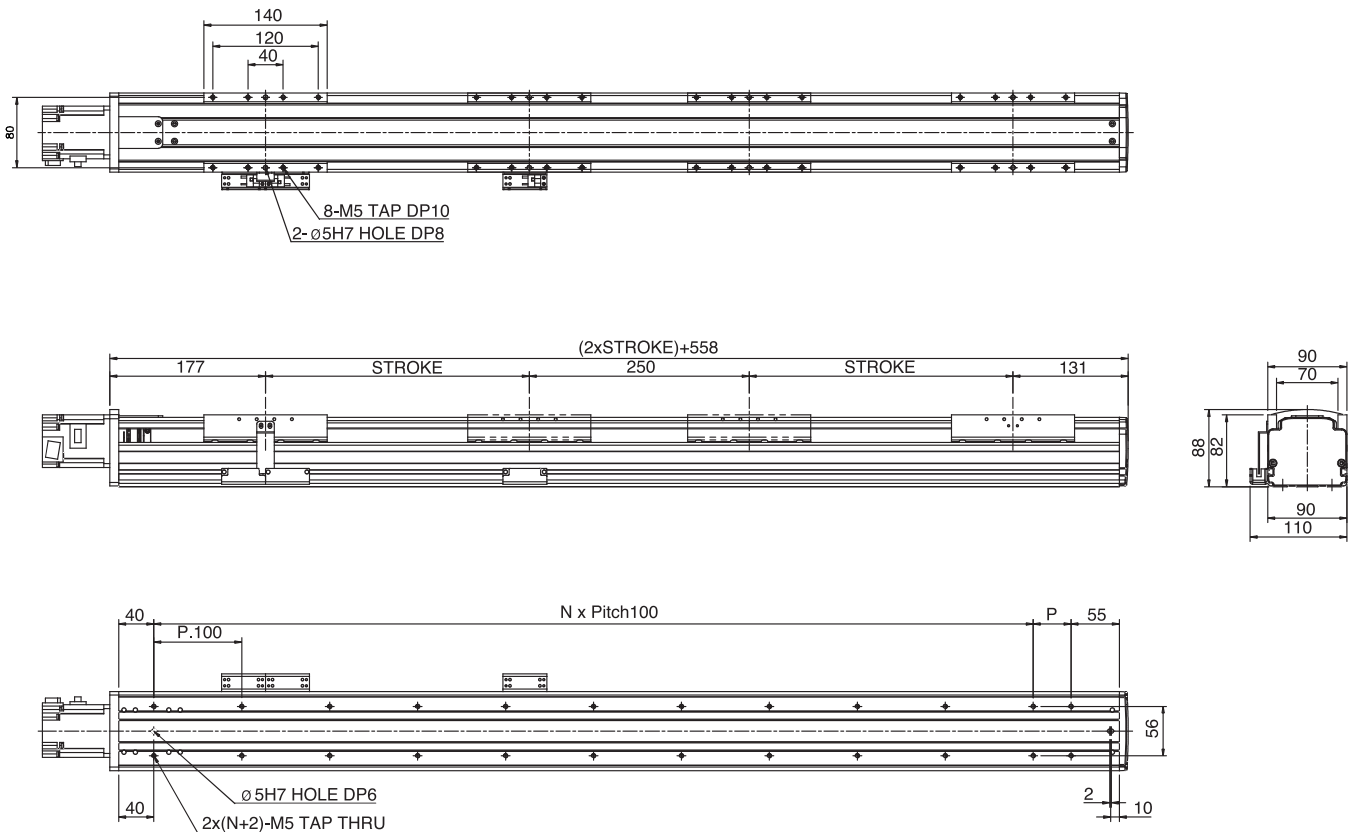 140
120
40
80
8-M5 TAP DP10
2-Ø5H7 HOLE DP8
(2xSTROKE)+558
177 STROKE 250 STROKE 131
90
70
88
82
90
110
40 N x Pitch100 P 55
P.100
56
Ø5H7 HOLE DP6
40
2
10
2x(N+2)-M5 TAP THRU